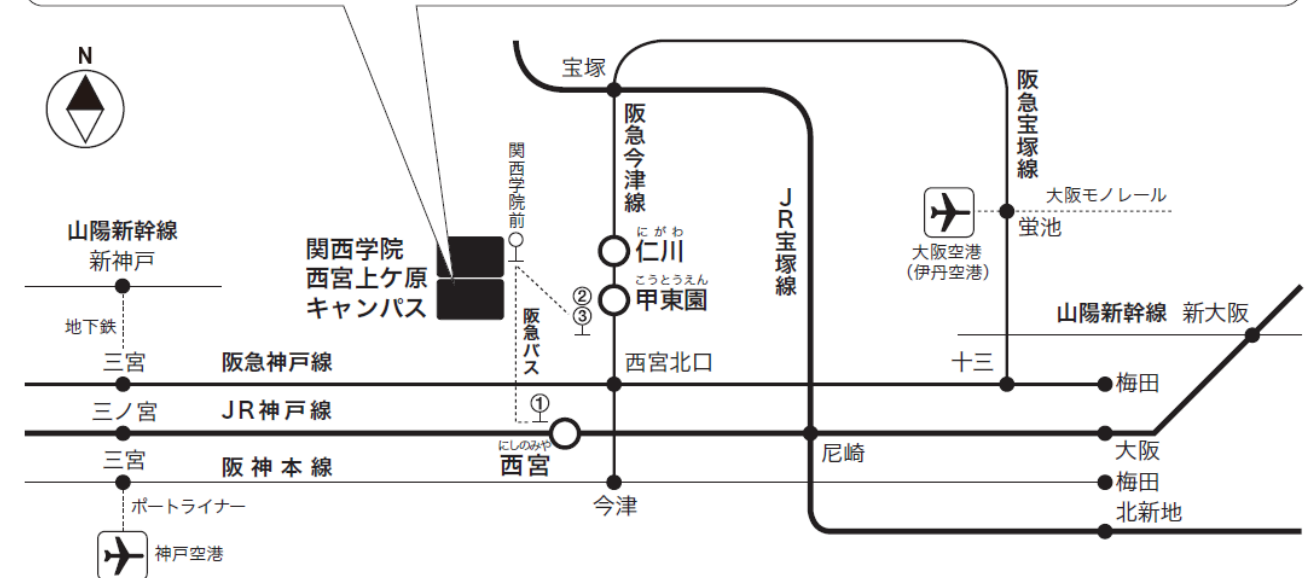 N
宝塚
阪急今津線
阪急宝塚線
関西学院前
JR宝塚線
大阪モノレール
蛍池
大阪空港
(伊丹空港)
山陽新幹線
新神戸
関西学院
西宮上ケ原
キャンパス
にがわ
仁川
こうとうえん
甲東園
②
③
阪急バス
地下鉄
山陽新幹線 新大阪
三宮
阪急神戸線
西宮北口
十三
梅田
三ノ宮
JR神戸線
①
にしのみや
西宮
尼崎
大阪
三宮
阪神本線
今津
梅田
北新地
ポートライナー
神戸空港